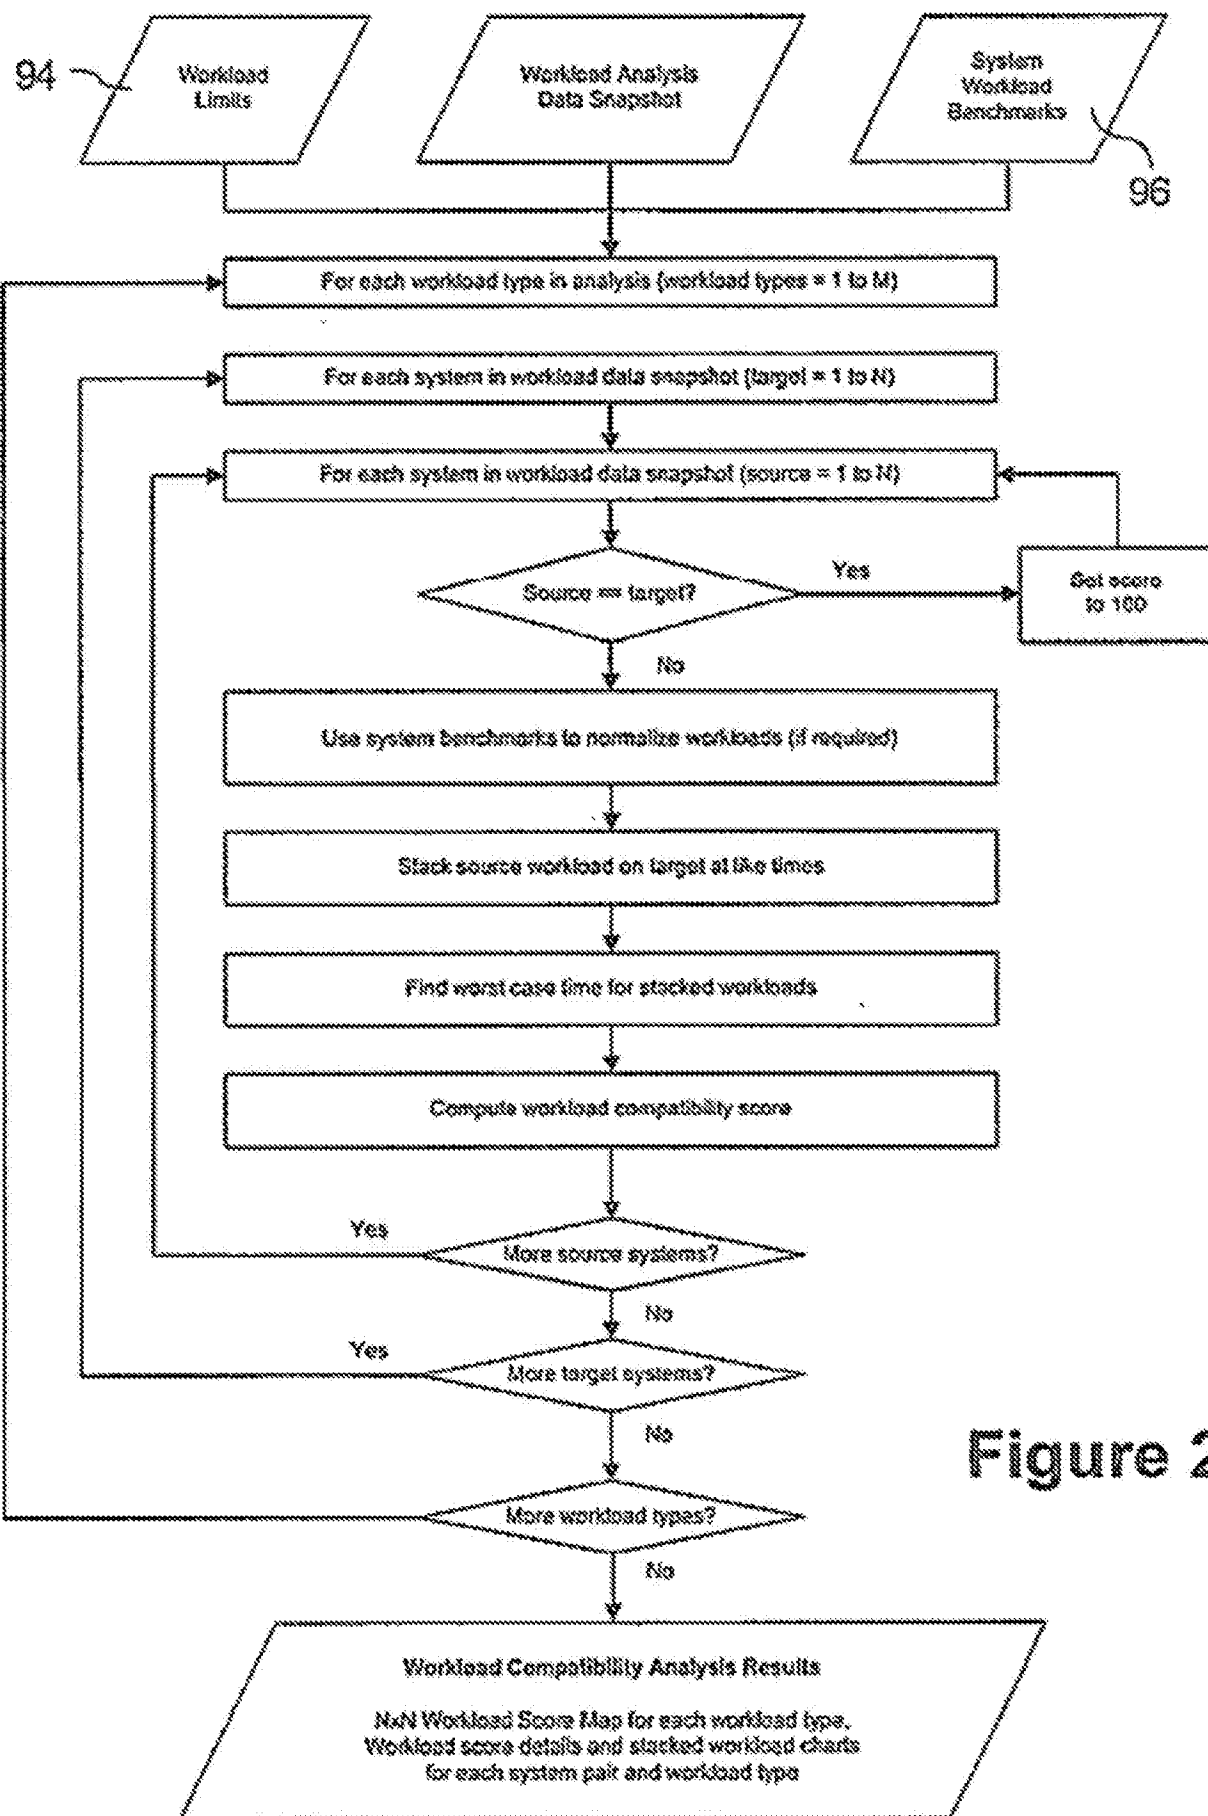 94
Workload
Limits
Workload Analysis
Data Snapshot
System
Workload
Benchmarks
96
For each workload type in analysis (workload types = 1 to M)
For each system in workload data snapshot (target = 1 to N)
For each system in workload data snapshot (source = 1 to N)
Source == target?
Yes
Set score
to 100
No
Use system benchmarks to normalize workloads (if required)
Stack source workload on target at like times
Find worst case time for stacked workloads
Compute workload compatibility score
Yes
More source systems?
No
Yes
More target systems?
No
Figure 2
More workload types?
No
Workload Compatibility Analysis Results
NxN Workload Score Map for each workload type,
Workload score details and stacked workload charts
for each system pair and workload type